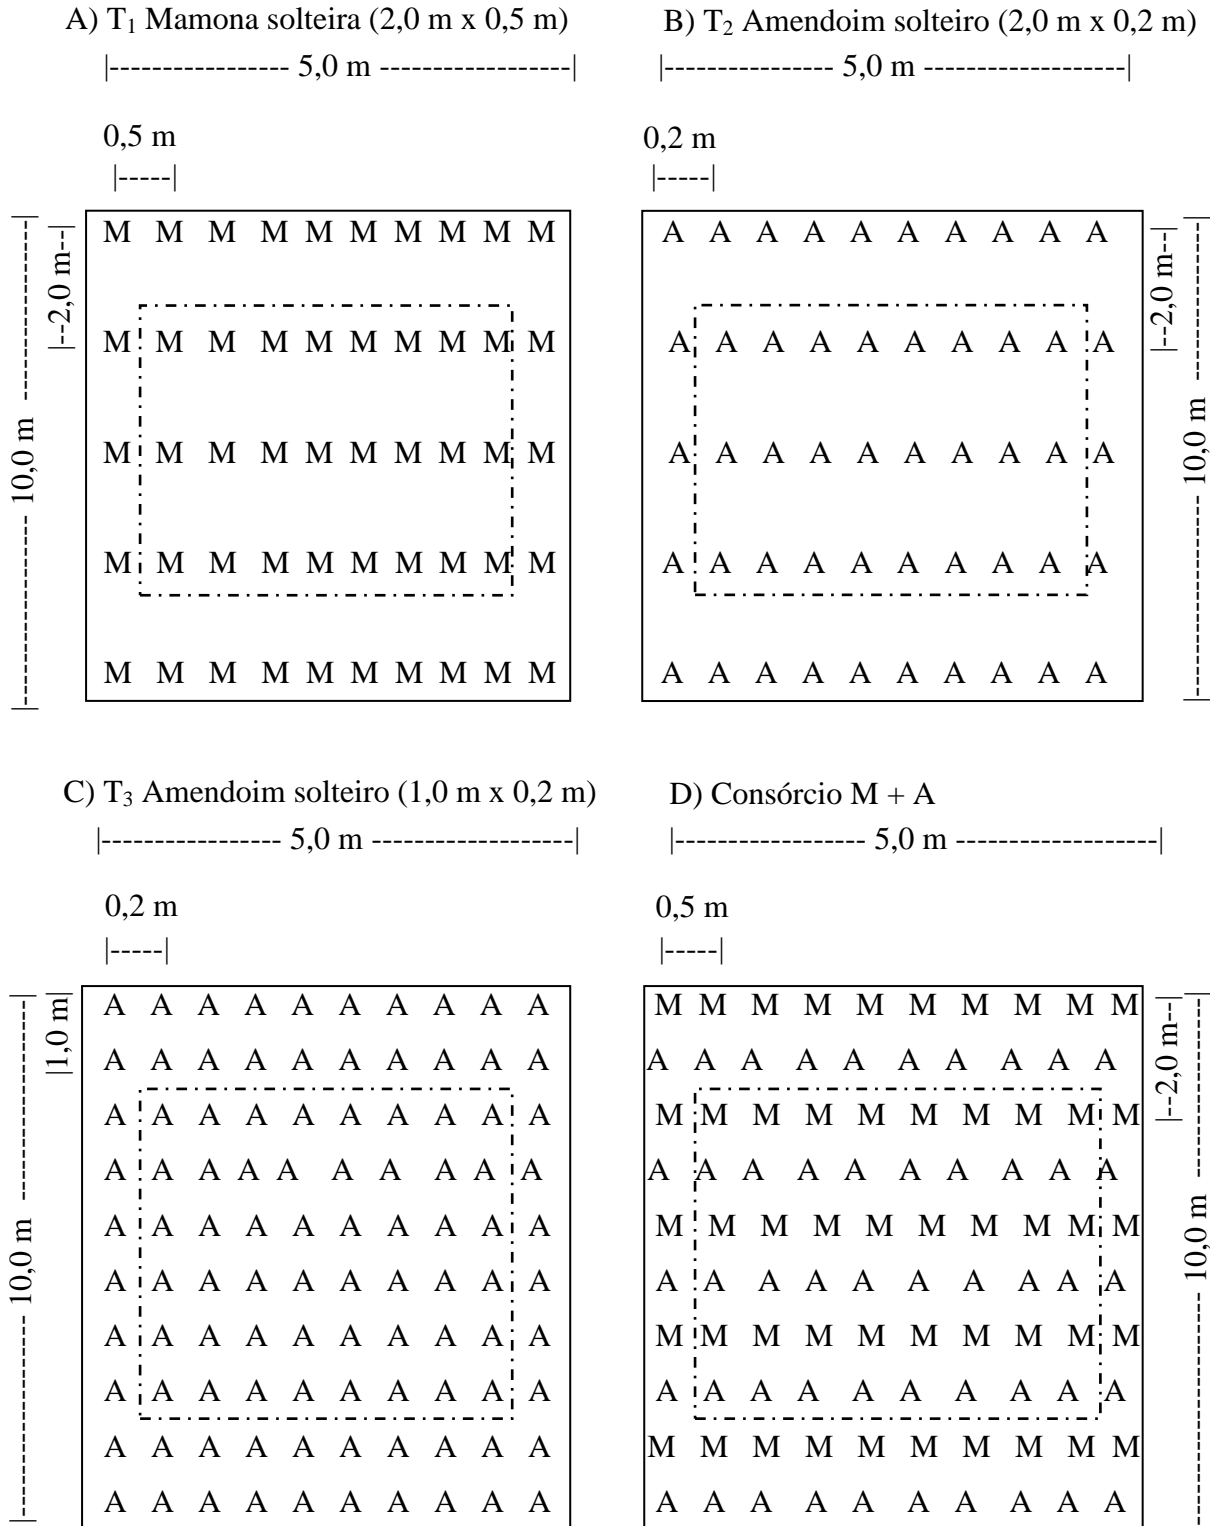 A) T₁ Mamona solteira (2,0 m x 0,5 m)
|----------------- 5,0 m ------------------|
0,5 m
|-----|
|--2,0 m--|
|----------------- 10,0 m -----------------|
M M M M M M M M M M
M M M M M M M M M M
M M M M M M M M M M
M M M M M M M M M M
M M M M M M M M M M
B) T₂ Amendoim solteiro (2,0 m x 0,2 m)
|---------------- 5,0 m -------------------|
0,2 m
|-----|
A A A A A A A A A A
A A A A A A A A A A
A A A A A A A A A A
A A A A A A A A A A
A A A A A A A A A A
|--2,0 m--|
|----------------- 10,0 m -----------------|
C) T₃ Amendoim solteiro (1,0 m x 0,2 m)
|----------------- 5,0 m -------------------|
0,2 m
|-----|
|1,0 m|
|----------------- 10,0 m -----------------|
A A A A A A A A A A
A A A A A A A A A A
A A A A A A A A A A
A A A A A A A A A A
A A A A A A A A A A
A A A A A A A A A A
A A A A A A A A A A
A A A A A A A A A A
A A A A A A A A A A
A A A A A A A A A A
D) Consórcio M + A
|------------------ 5,0 m -------------------|
0,5 m
|-----|
M M M M M M M M M M
A A A A A A A A A A
M M M M M M M M M M
A A A A A A A A A A
M M M M M M M M M M
A A A A A A A A A A
M M M M M M M M M M
A A A A A A A A A A
M M M M M M M M M M
A A A A A A A A A A
|--2,0 m--|
|----------------- 10,0 m -----------------